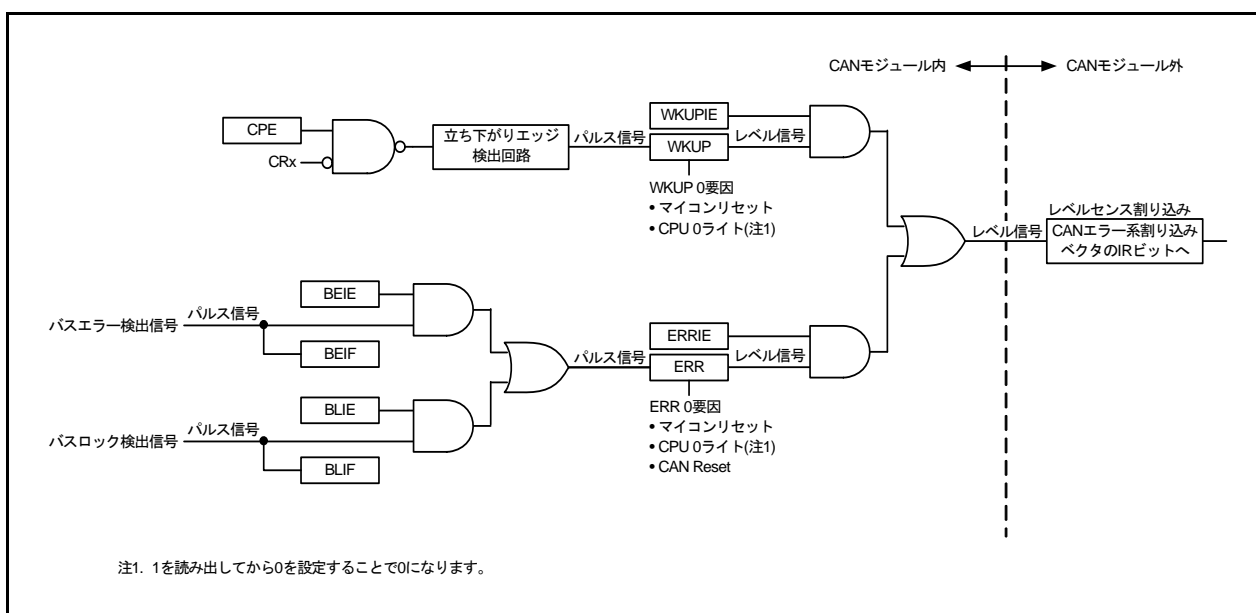 CANモジュール内
CANモジュール外
CPE
CRx
立ち下がりエッジ
検出回路
パルス信号
WKUPIE
WKUP
レベル信号
WKUP 0要因
• マイコンリセット
• CPU 0ライト(注1)
レベル信号
レベルセンス割り込み
CANエラー系割り込み
ベクタのIRビットへ
バスエラー検出信号
パルス信号
BEIE
BEIF
バスロック検出信号
パルス信号
BLIE
BLIF
パルス信号
ERRIE
ERR
レベル信号
ERR 0要因
• マイコンリセット
• CPU 0ライト(注1)
• CAN Reset
注1. 1を読み出してから0を設定することで0になります。